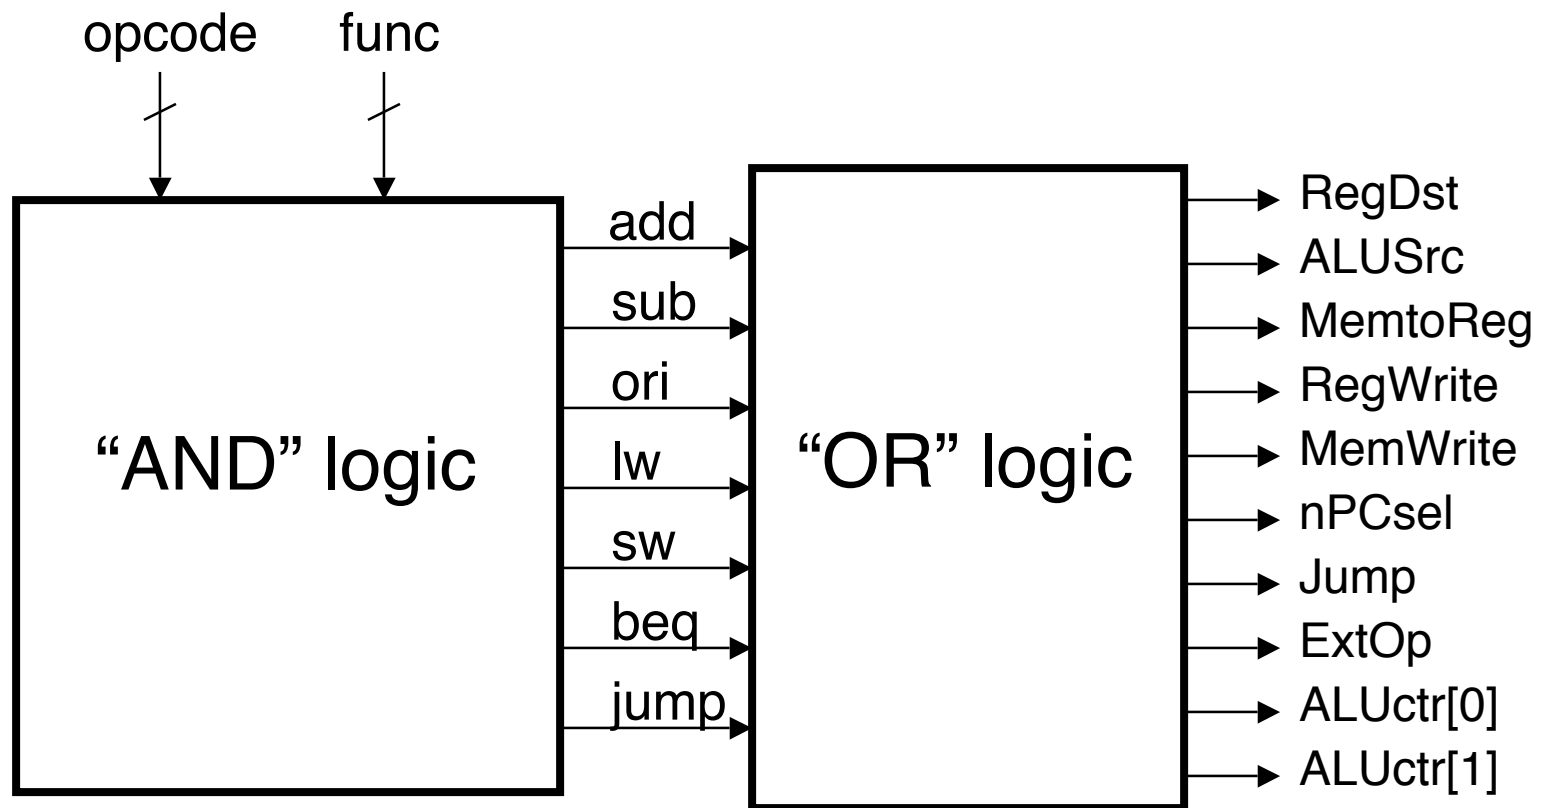 opcode
func
add
sub
ori
lw
sw
beq
jump
“AND” logic
“OR” logic
RegDst
ALUSrc
MemtoReg
RegWrite
MemWrite
nPCsel
Jump
ExtOp
ALUctr[0]
ALUctr[1]